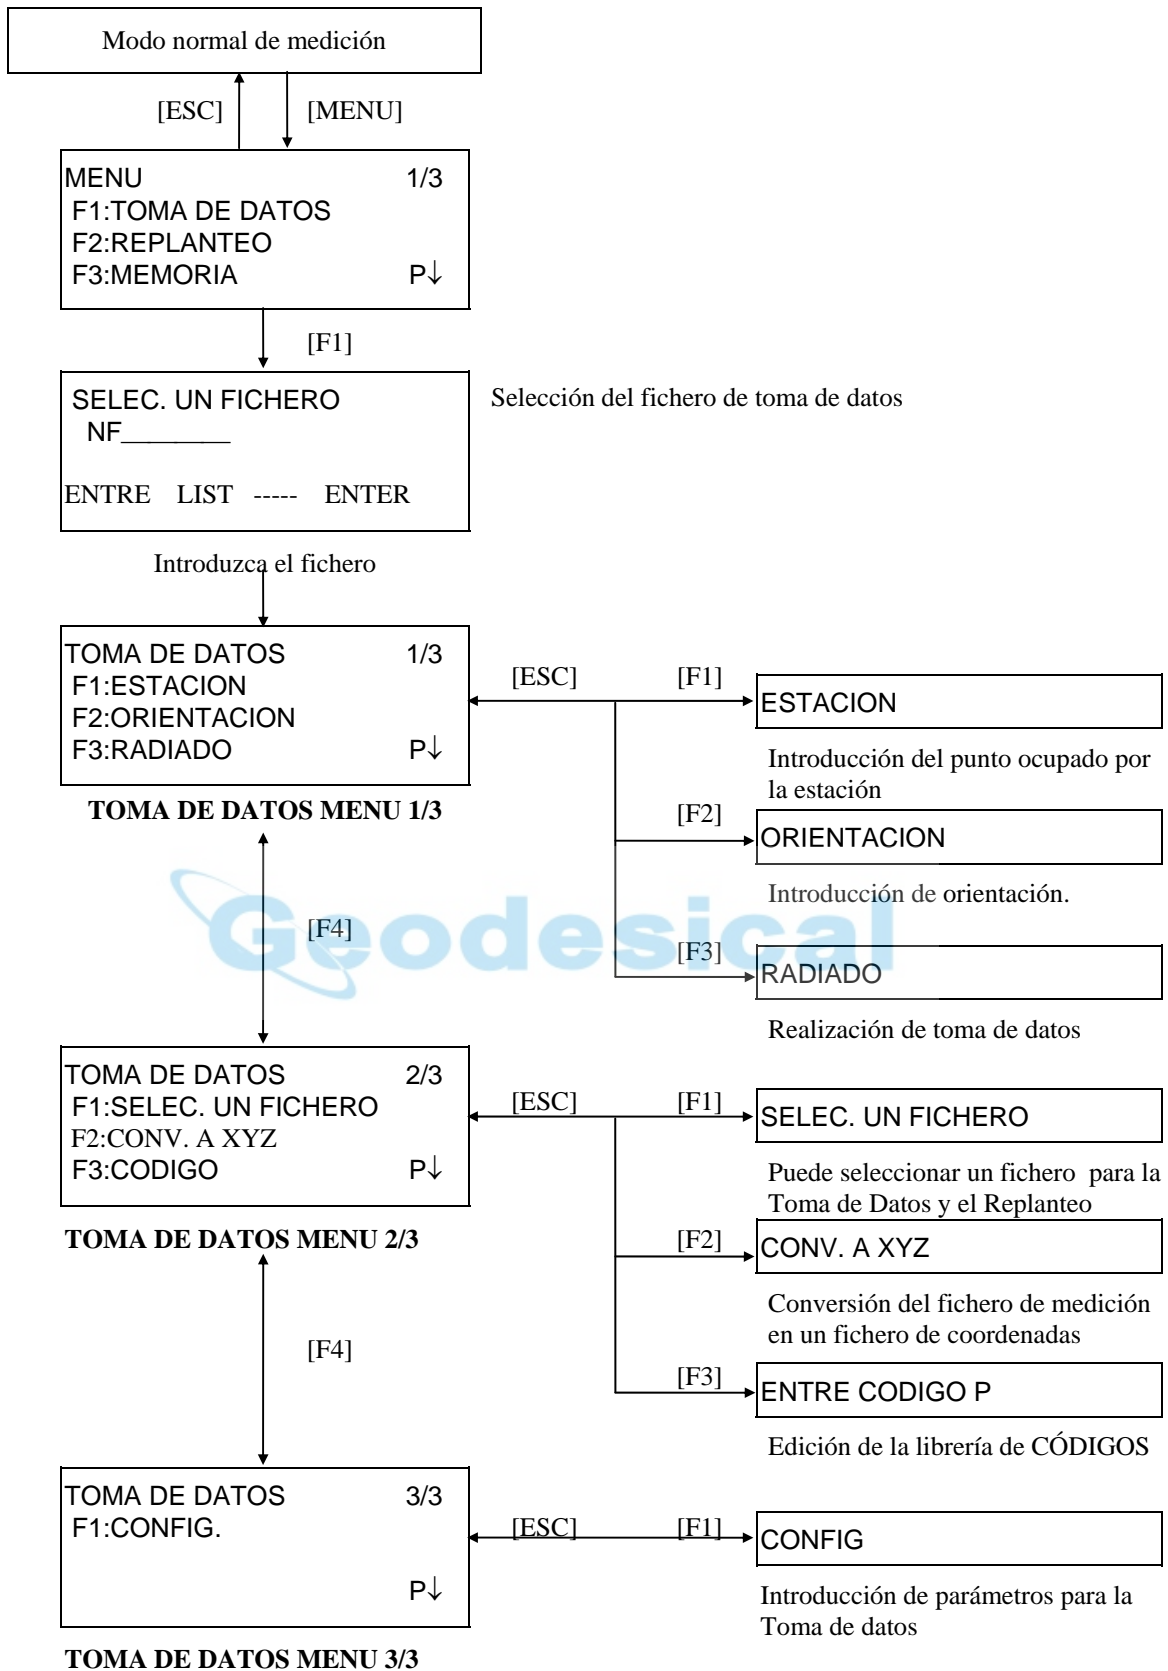 Modo normal de medición
[ESC] [MENU]
MENU 1/3
F1:TOMA DE DATOS
F2:REPLANTEO
F3:MEMORIA P↓
[F1]
SELEC. UN FICHERO
NF_______
ENTRE LIST ----- ENTER
Selección del fichero de toma de datos
Introduzca el fichero
TOMA DE DATOS 1/3
F1:ESTACION
F2:ORIENTACION
F3:RADIADO P↓
TOMA DE DATOS MENU 1/3
[ESC] [F1]
ESTACION
Introducción del punto ocupado por
la estación
[F2]
ORIENTACION
Introducción de orientación.
[F3]
RADIADO
Realización de toma de datos
[F4]
Geodesical
TOMA DE DATOS 2/3
F1:SELEC. UN FICHERO
F2:CONV. A XYZ
F3:CODIGO P↓
TOMA DE DATOS MENU 2/3
[ESC] [F1]
SELEC. UN FICHERO
Puede seleccionar un fichero para la
Toma de Datos y el Replanteo
[F2]
CONV. A XYZ
Conversión del fichero de medición
en un fichero de coordenadas
[F3]
ENTRE CODIGO P
Edición de la librería de CÓDIGOS
[F4]
TOMA DE DATOS 3/3
F1:CONFIG.
P↓
TOMA DE DATOS MENU 3/3
[ESC] [F1]
CONFIG
Introducción de parámetros para la
Toma de datos